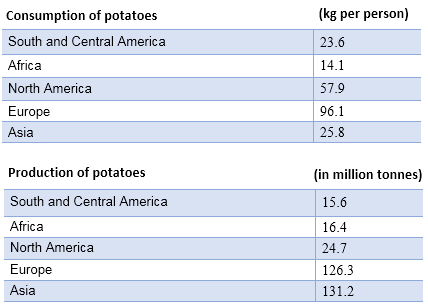 Consumption of potatoes (kg per person)
South and Central America 23.6
Africa 14.1
North America 57.9
Europe 96.1
Asia 25.8
Production of potatoes (in million tonnes)
South and Central America 15.6
Africa 16.4
North America 24.7
Europe 126.3
Asia 131.2